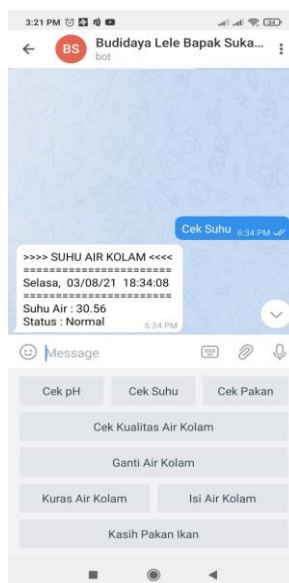 3:21 PM
BS
Budidaya Lele Bapak Suka...
bot
Cek Suhu 6:34 PM
>>>> SUHU AIR KOLAM <<<<
========================
Selasa, 03/08/21 18:34:08
========================
Suhu Air : 30.56
Status : Normal
6:34 PM
Message
Cek pH Cek Suhu Cek Pakan
Cek Kualitas Air Kolam
Ganti Air Kolam
Kuras Air Kolam Isi Air Kolam
Kasih Pakan Ikan